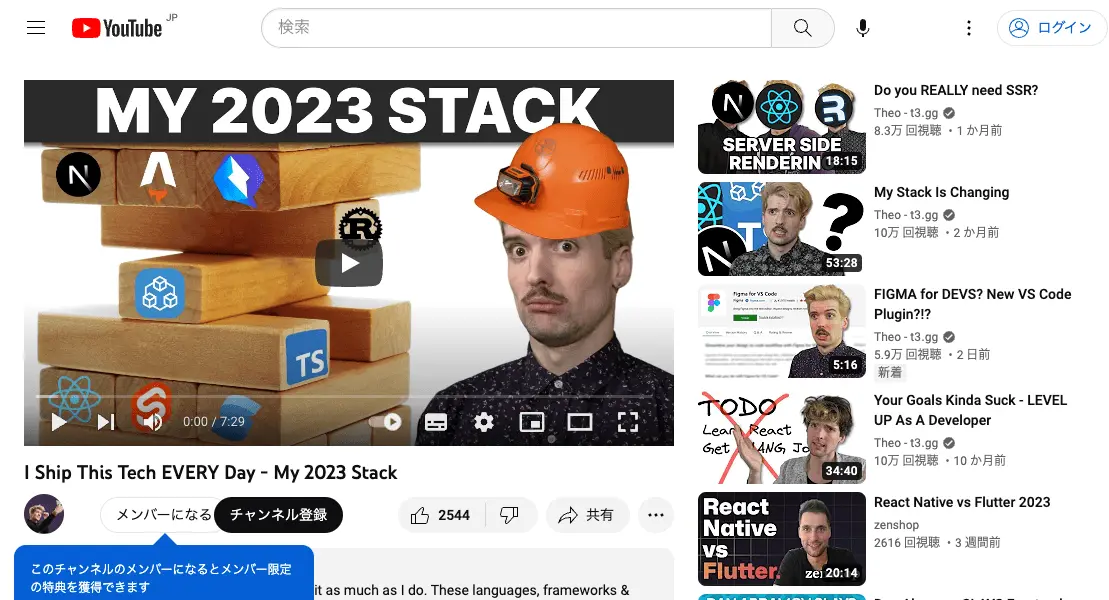 YouTube JP
検索
ログイン
MY 2023 STACK
N
R
TS
0:00 / 7:29
I Ship This Tech EVERY Day - My 2023 Stack
メンバーになる
チャンネル登録
2544
共有
このチャンネルのメンバーになるとメンバー限定
の特典を獲得できます
it as much as I do. These languages, frameworks &
N
R
SERVER SIDE
RENDERIN
18:15
Do you REALLY need SSR?
Theo - t3.gg
8.3万 回視聴 ・1 か月前
T
N
?
53:28
My Stack Is Changing
Theo - t3.gg
10万 回視聴 ・2 か月前
Figma for VS Code
5:16
FIGMA for DEVS? New VS Code
Plugin?!?
Theo - t3.gg
5.9万 回視聴 ・2 日前
新着
TODO
Learn React
Get
34:40
Your Goals Kinda Suck - LEVEL
UP As A Developer
Theo - t3.gg
10万 回視聴 ・10 か月前
React
Native
vs
Flutter.
ze
20:14
React Native vs Flutter 2023
zenshop
2616 回視聴 ・3 週間前